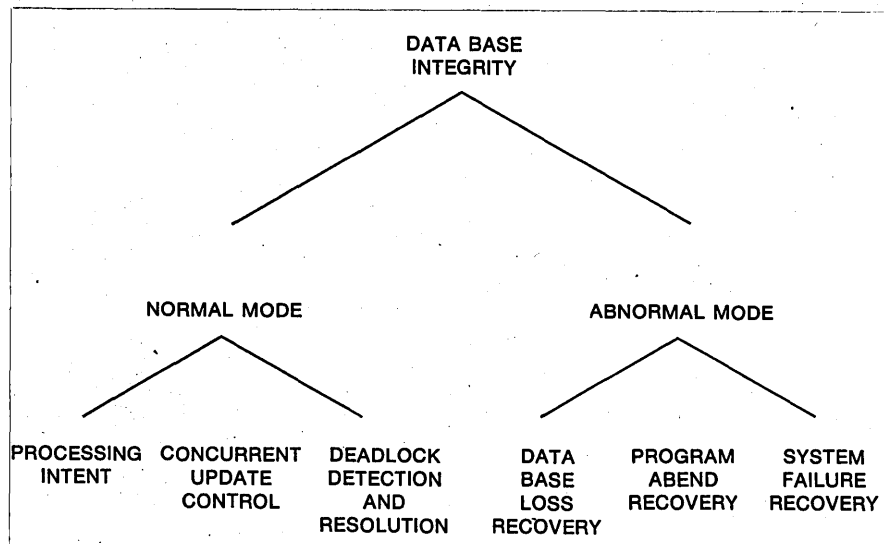 DATA BASE
INTEGRITY
NORMAL MODE
ABNORMAL MODE
PROCESSING
INTENT
CONCURRENT
UPDATE
CONTROL
DEADLOCK
DETECTION
AND
RESOLUTION
DATA
BASE
LOSS
RECOVERY
PROGRAM
ABEND
RECOVERY
SYSTEM
FAILURE
RECOVERY